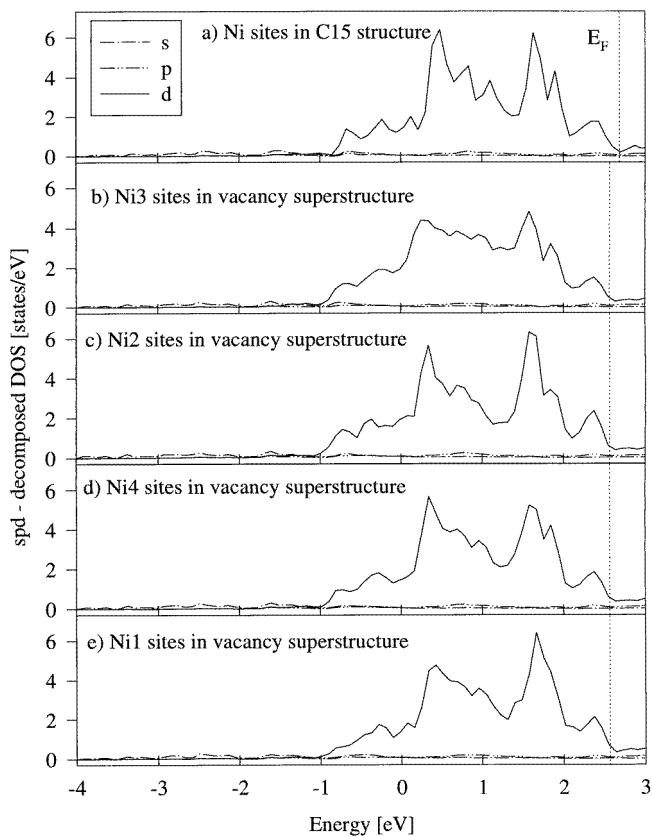 a) Ni sites in C15 structure
E_F
s
p
d
6
4
2
0
b) Ni3 sites in vacancy superstructure
6
4
2
0
c) Ni2 sites in vacancy superstructure
6
4
2
0
d) Ni4 sites in vacancy superstructure
6
4
2
0
e) Ni1 sites in vacancy superstructure
6
4
2
0
spd - decomposed DOS [states/eV]
-4 -3 -2 -1 0 1 2 3
Energy [eV]